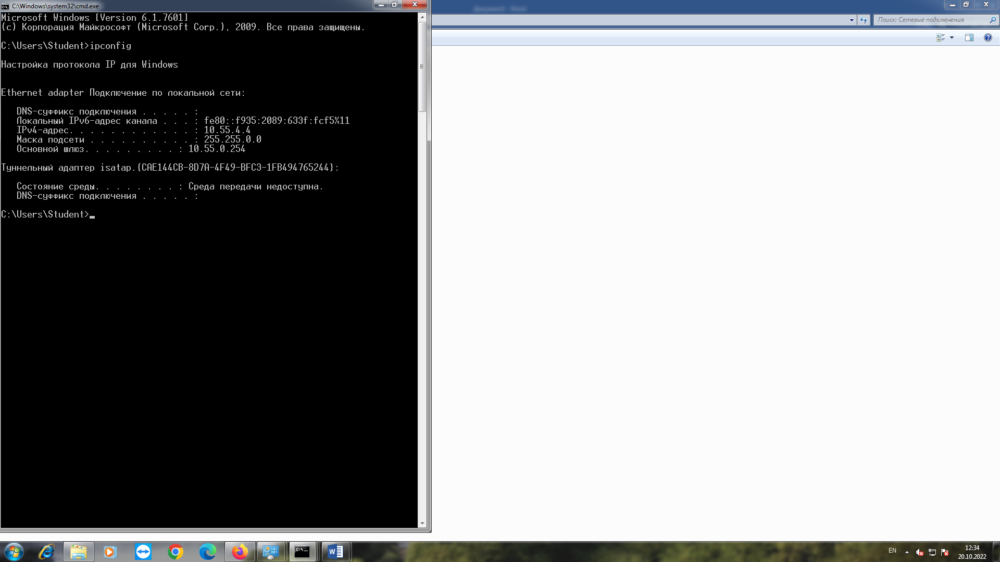 C:\Windows\system32\cmd.exe
Microsoft Windows [Version 6.1.7601]
(c) Корпорация Майкрософт (Microsoft Corp.), 2009. Все права защищены.
C:\Users\Student>ipconfig
Настройка протокола IP для Windows
Ethernet adapter Подключение по локальной сети:
DNS-суффикс подключения . . . . . :
Локальный IPv6-адрес канала . . . : fe80::f935:2089:633f:fcf5%11
IPv4-адрес. . . . . . . . . . . . : 10.55.4.4
Маска подсети . . . . . . . . . . : 255.255.0.0
Основной шлюз. . . . . . . . . : 10.55.0.254
Туннельный адаптер isatap.{CAE144CB-8D7A-4F49-BFC3-1FB494765244}:
Состояние среды. . . . . . . . : Среда передачи недоступна.
DNS-суффикс подключения . . . . . :
C:\Users\Student>
Поиск: Сетевые подключения
EN
12:34
20.10.2022